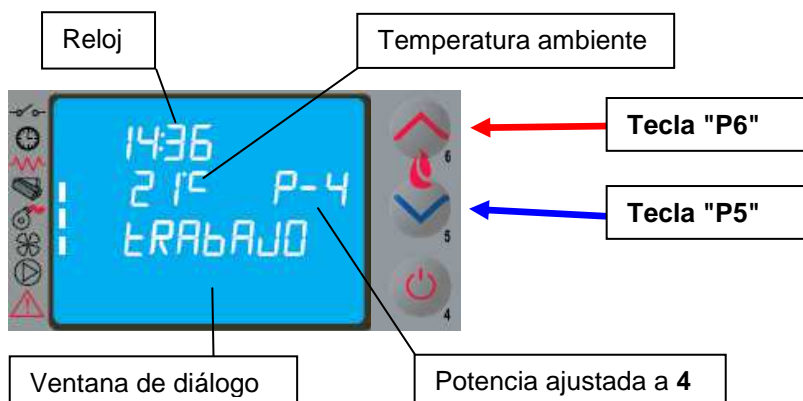 Reloj
Temperatura ambiente
14:36
21°C P-4
tRAbAJO
6
5
4
Tecla "P6"
Tecla "P5"
Ventana de diálogo
Potencia ajustada a 4